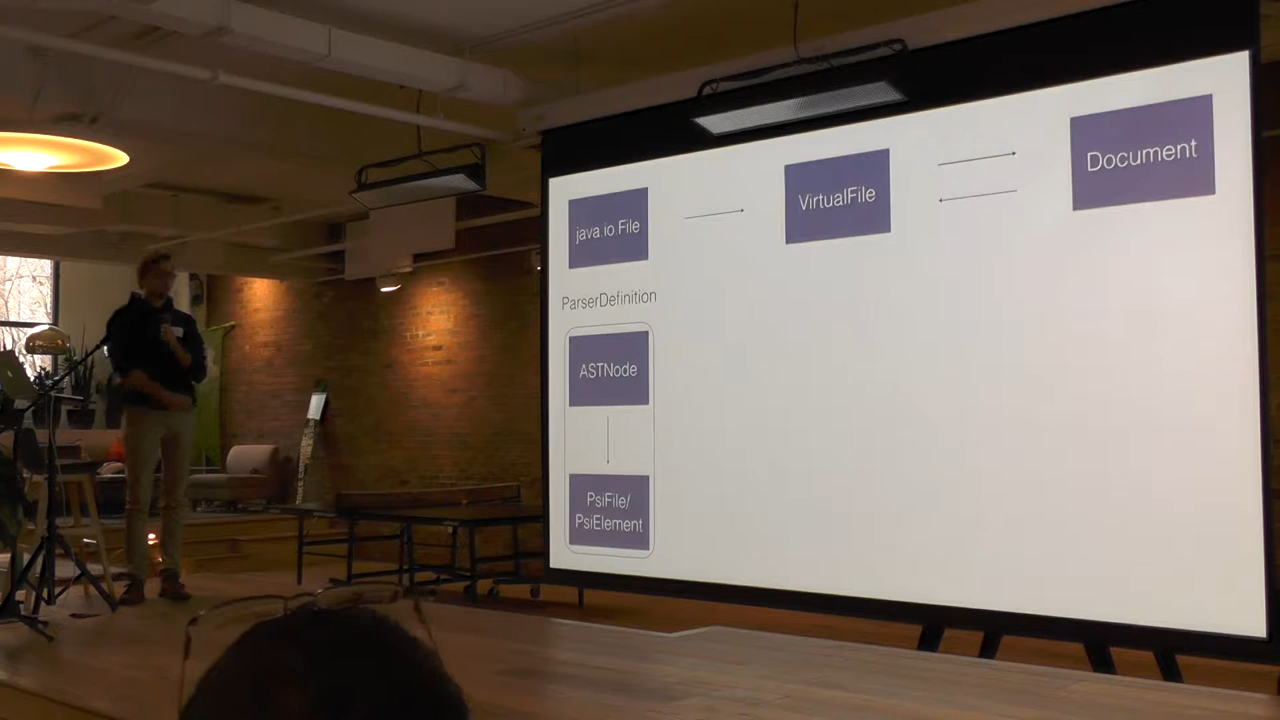 java.io.File
VirtualFile
Document
ParserDefinition
ASTNode
PsiFile/
PsiElement